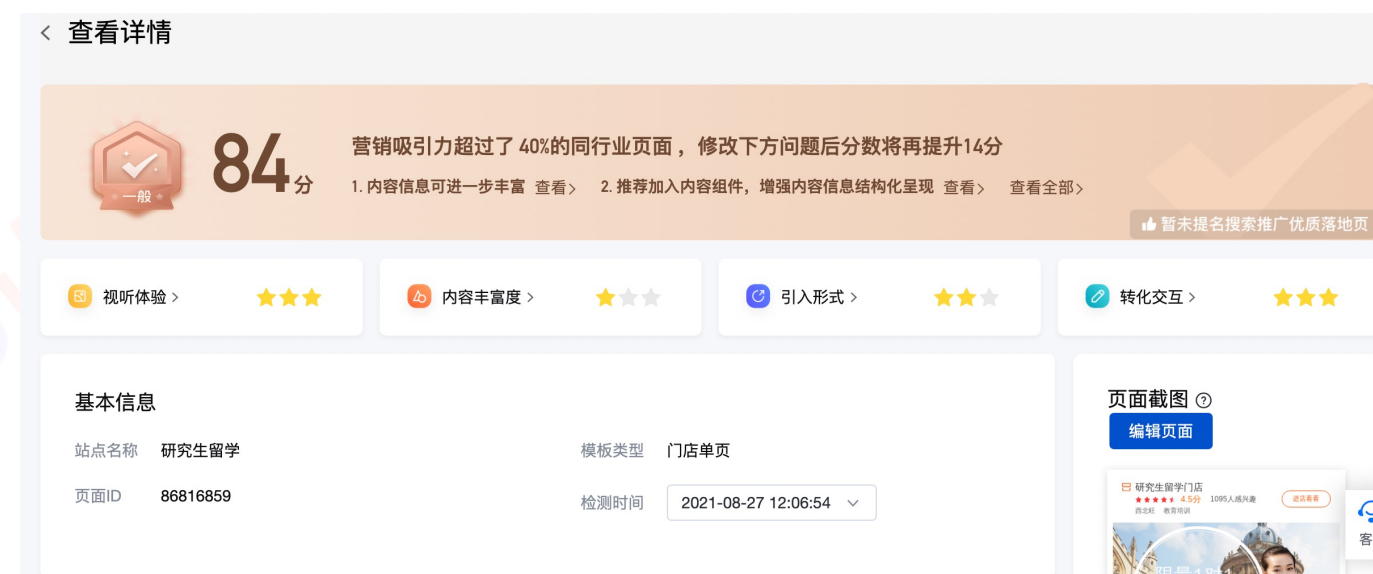 查看详情
一般
84分
营销吸引力超过了 40%的同行业页面，修改下方问题后分数将再提升14分
1. 内容信息可进一步丰富 查看> 2. 推荐加入内容组件，增强内容信息结构化呈现 查看> 查看全部>
暂未提名搜索推广优质落地页
视听体验> 内容丰富度> 引入形式> 转化交互>
基本信息
站点名称 研究生留学 模板类型 门店单页
页面ID 86816859 检测时间 2021-08-27 12:06:54
页面截图
编辑页面
研究生留学门店
4.5分 1095人感兴趣 进店看看
西北旺 教育培训
限量1对1
客